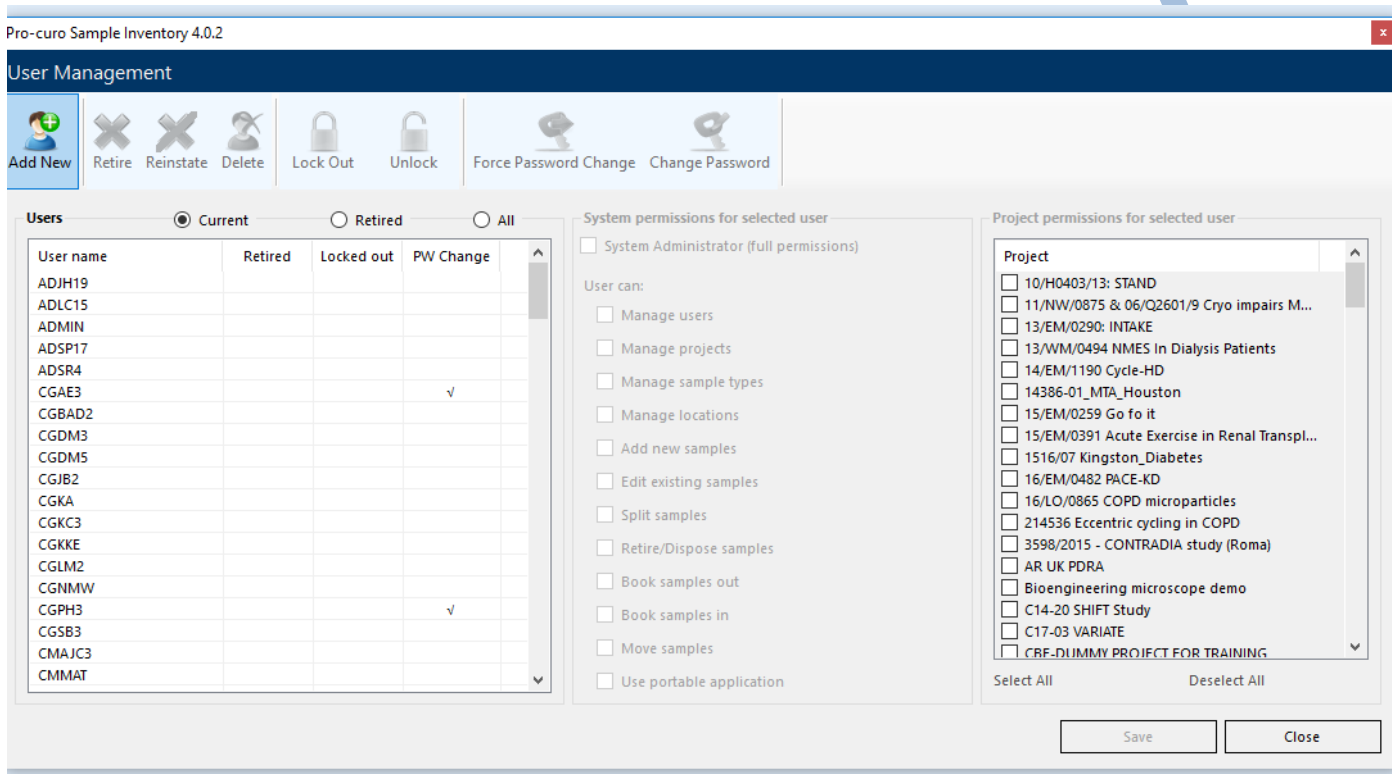 Pro-curo Sample Inventory 4.0.2
x
User Management
Add New
Retire
Reinstate
Delete
Lock Out
Unlock
Force Password Change
Change Password
Users
Current
Retired
All
User name
Retired
Locked out
PW Change
ADJH19
ADLC15
ADMIN
ADSP17
ADSR4
CGAE3 √
CGBAD2
CGDM3
CGDM5
CGJB2
CGKA
CGKC3
CGKKE
CGLM2
CGNMW
CGPH3 √
CGSB3
CMAJC3
CMMAT
System permissions for selected user
System Administrator (full permissions)
User can:
Manage users
Manage projects
Manage sample types
Manage locations
Add new samples
Edit existing samples
Split samples
Retire/Dispose samples
Book samples out
Book samples in
Move samples
Use portable application
Project permissions for selected user
Project
10/H0403/13: STAND
11/NW/0875 & 06/Q2601/9 Cryo impairs M...
13/EM/0290: INTAKE
13/WM/0494 NMES In Dialysis Patients
14/EM/1190 Cycle-HD
14386-01_MTA_Houston
15/EM/0259 Go fo it
15/EM/0391 Acute Exercise in Renal Transpl...
1516/07 Kingston_Diabetes
16/EM/0482 PACE-KD
16/LO/0865 COPD microparticles
214536 Eccentric cycling in COPD
3598/2015 - CONTRADIA study (Roma)
AR UK PDRA
Bioengineering microscope demo
C14-20 SHIFT Study
C17-03 VARIATE
CBE-DUMMY PROJECT FOR TRAINING
Select All
Deselect All
Save
Close